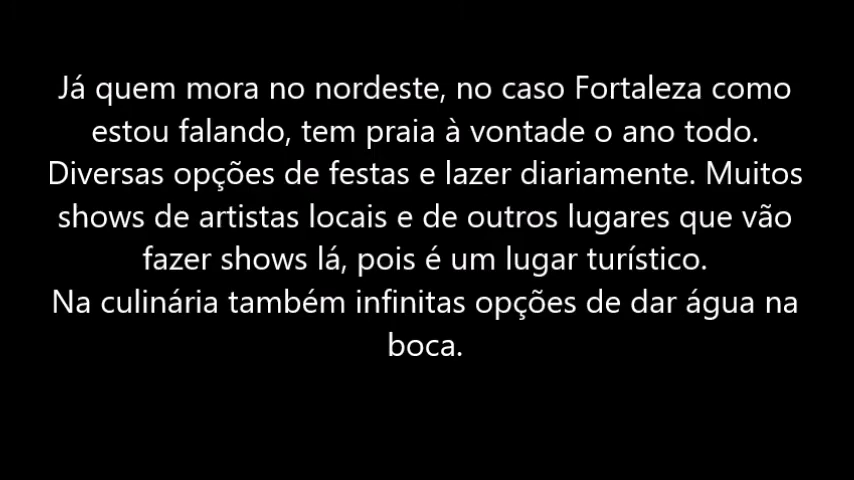 Já quem mora no nordeste, no caso Fortaleza como
estou falando, tem praia à vontade o ano todo.
Diversas opções de festas e lazer diariamente. Muitos
shows de artistas locais e de outros lugares que vão
fazer shows lá, pois é um lugar turístico.
Na culinária também infinitas opções de dar água na
boca.